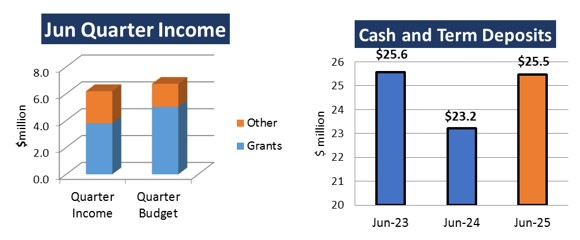 Jun Quarter Income
8.0
6.0
4.0
2.0
0.0
$million
Quarter
Income
Quarter
Budget
Other
Grants
Cash and Term Deposits
26
25
24
23
22
21
20
$ million
$25.6
$23.2
$25.5
Jun-23
Jun-24
Jun-25